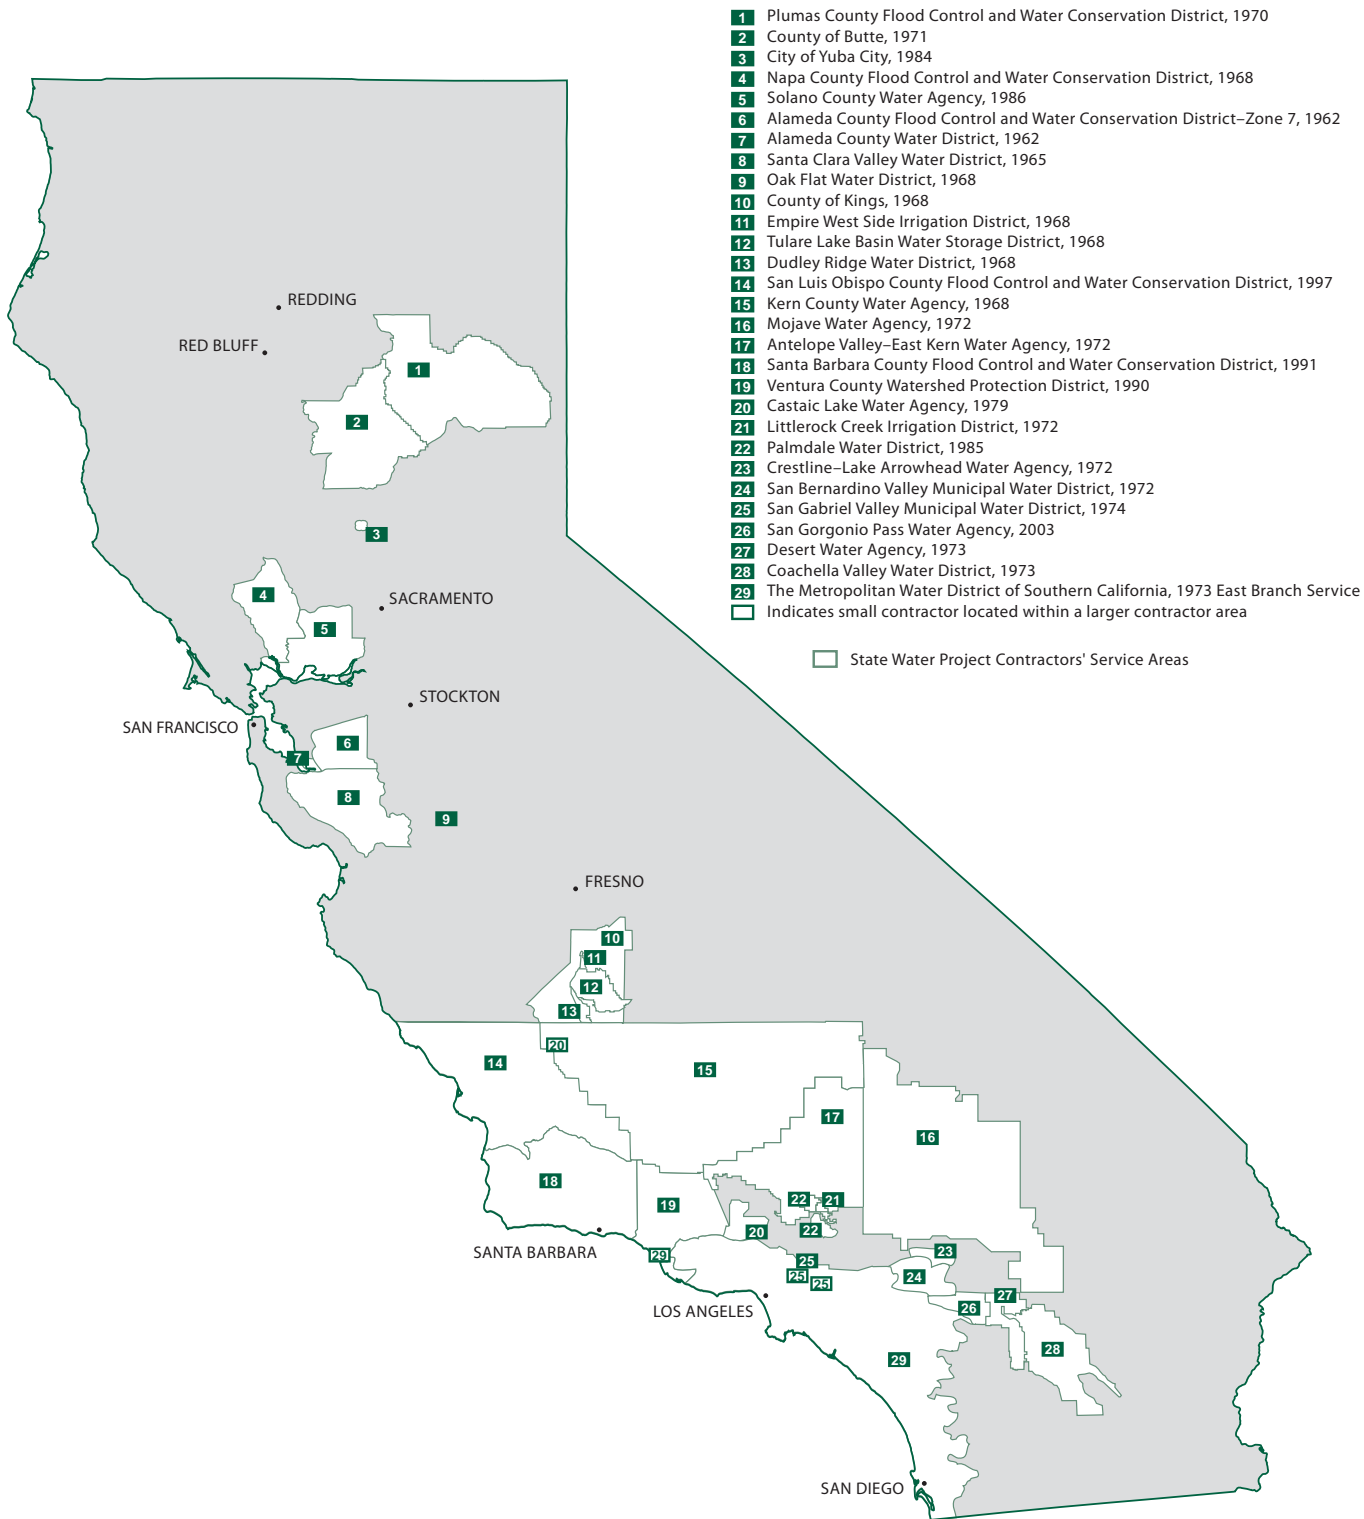 1 Plumas County Flood Control and Water Conservation District, 1970
2 County of Butte, 1971
3 City of Yuba City, 1984
4 Napa County Flood Control and Water Conservation District, 1968
5 Solano County Water Agency, 1986
6 Alameda County Flood Control and Water Conservation District–Zone 7, 1962
7 Alameda County Water District, 1962
8 Santa Clara Valley Water District, 1965
9 Oak Flat Water District, 1968
10 County of Kings, 1968
11 Empire West Side Irrigation District, 1968
12 Tulare Lake Basin Water Storage District, 1968
13 Dudley Ridge Water District, 1968
14 San Luis Obispo County Flood Control and Water Conservation District, 1997
15 Kern County Water Agency, 1968
16 Mojave Water Agency, 1972
17 Antelope Valley–East Kern Water Agency, 1972
18 Santa Barbara County Flood Control and Water Conservation District, 1991
19 Ventura County Watershed Protection District, 1990
20 Castaic Lake Water Agency, 1979
21 Littlerock Creek Irrigation District, 1972
22 Palmdale Water District, 1985
23 Crestline–Lake Arrowhead Water Agency, 1972
24 San Bernardino Valley Municipal Water District, 1972
25 San Gabriel Valley Municipal Water District, 1974
26 San Gorgonio Pass Water Agency, 2003
27 Desert Water Agency, 1973
28 Coachella Valley Water District, 1973
29 The Metropolitan Water District of Southern California, 1973 East Branch Service
Indicates small contractor located within a larger contractor area
State Water Project Contractors' Service Areas
REDDING
RED BLUFF
1
2
3
4
SACRAMENTO
5
STOCKTON
SAN FRANCISCO
6
7
8
9
FRESNO
10
11
12
13
20
14
15
17
16
18
22
21
19
22
20
SANTA BARBARA
29
23
25
25
24
25
27
LOS ANGELES
26
28
29
SAN DIEGO